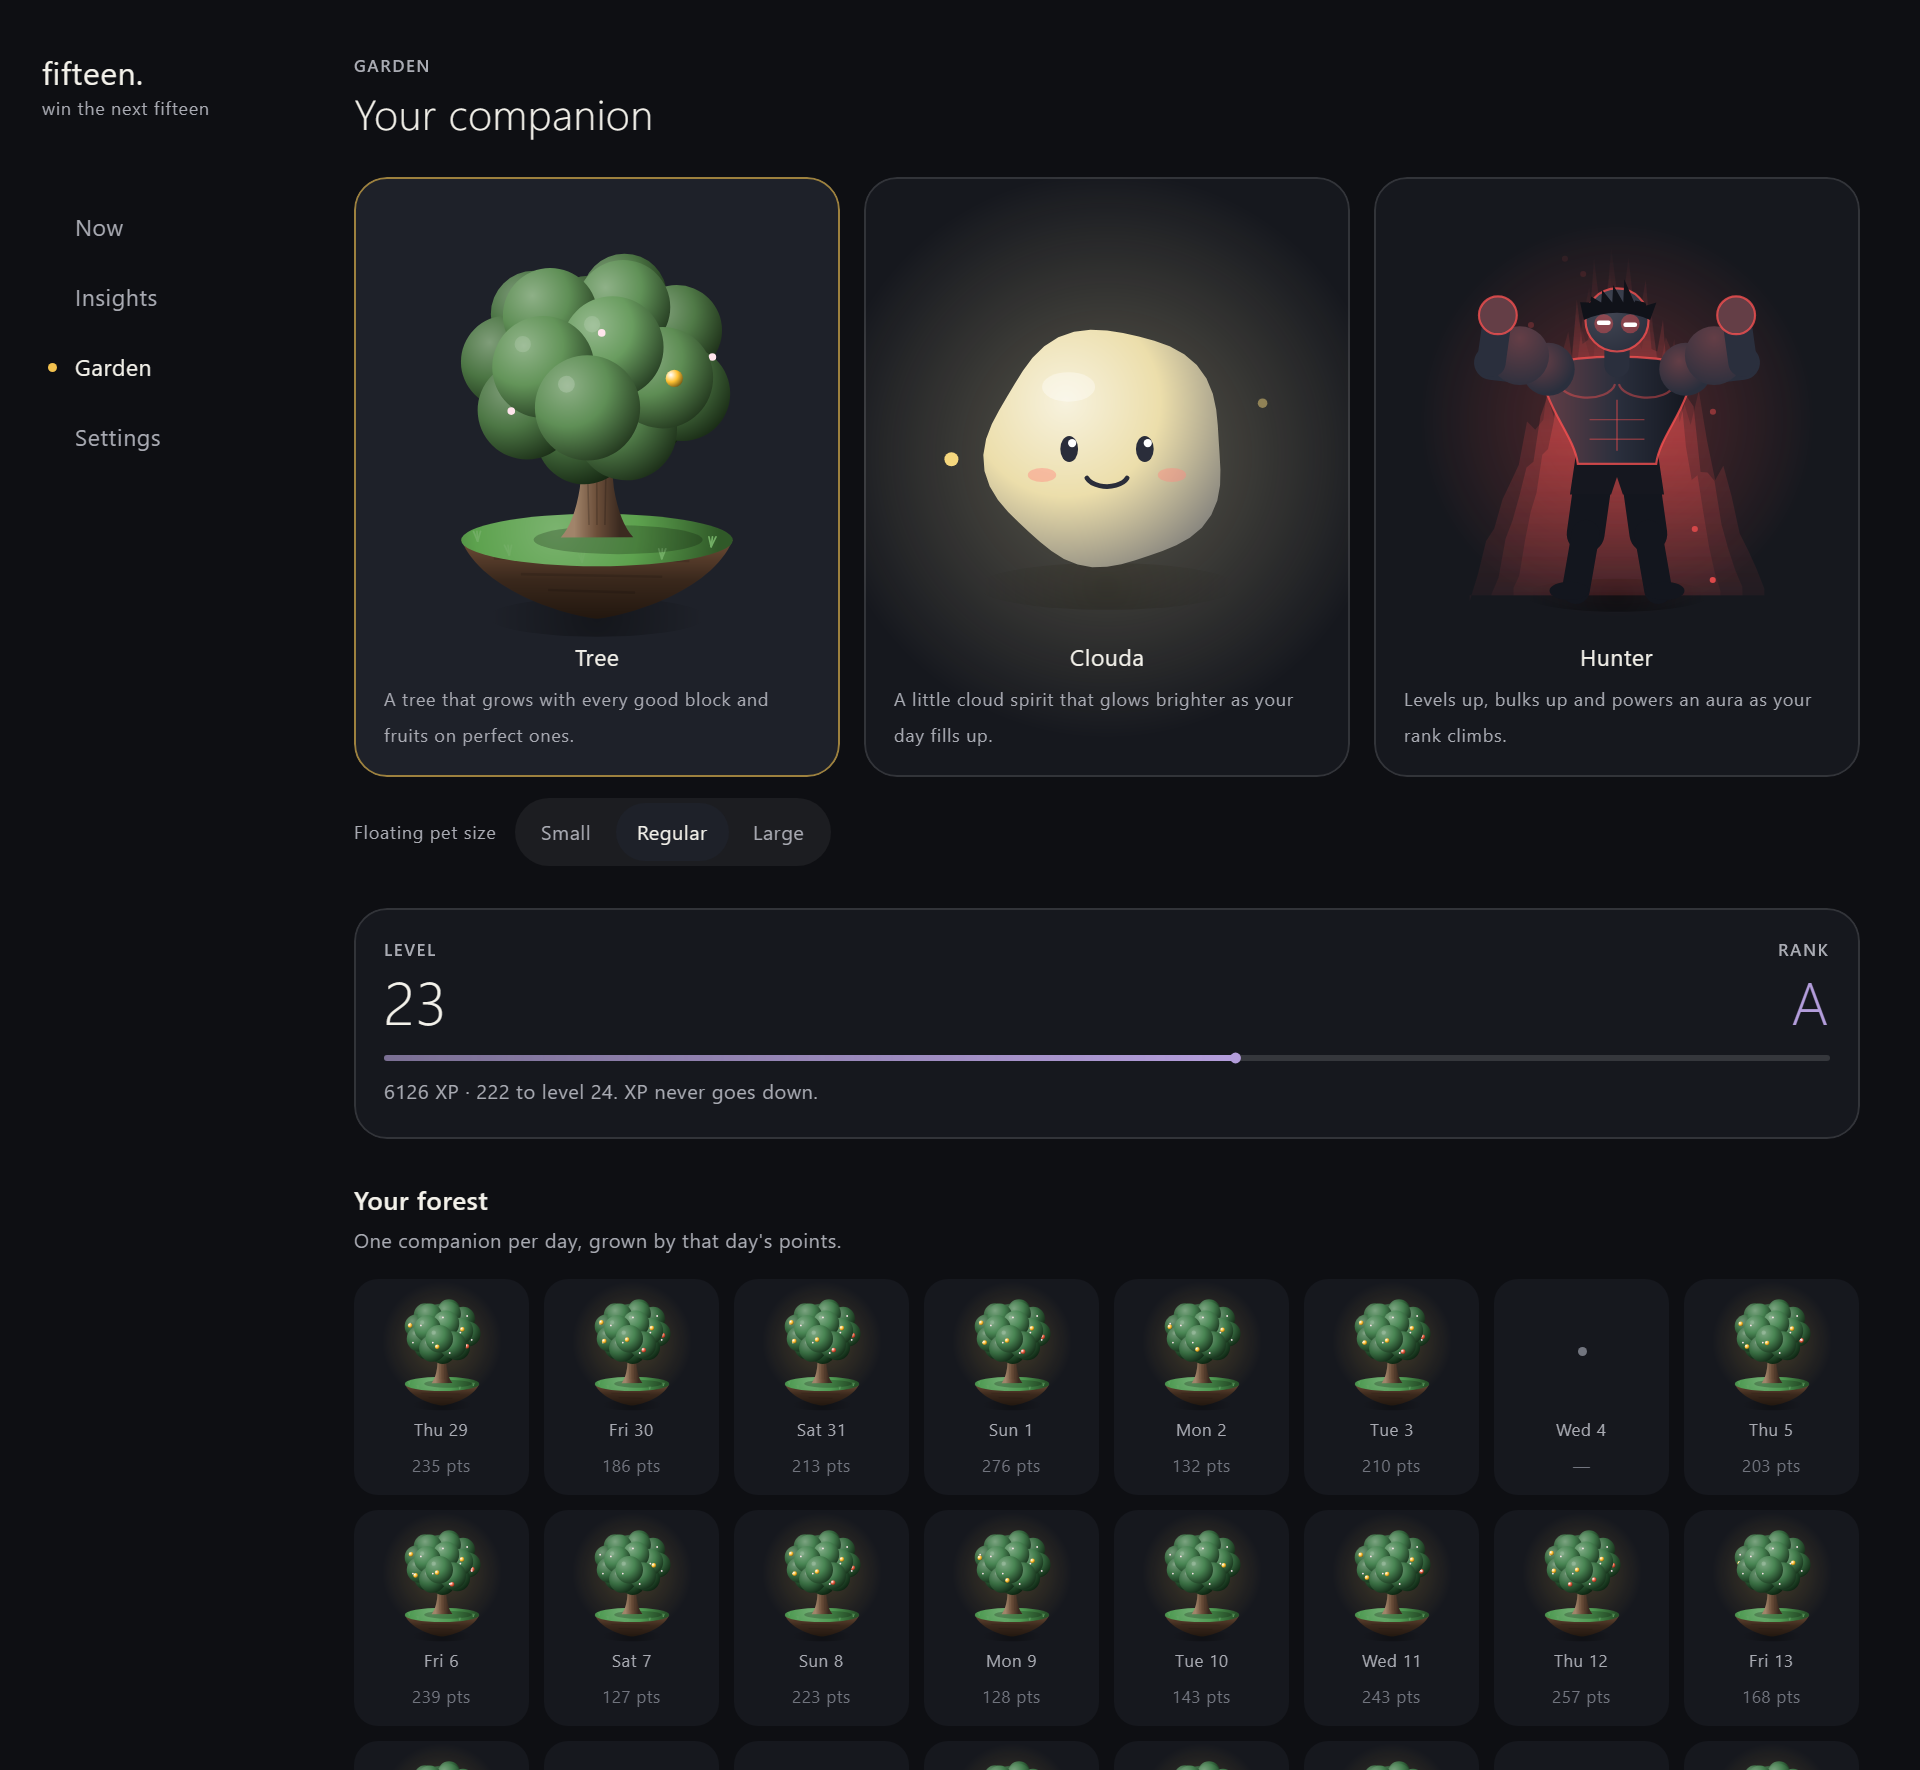 fifteen.
win the next fifteen
Now
Insights
Garden
Settings
GARDEN
Your companion
Tree
A tree that grows with every good block and
fruits on perfect ones.
Clouda
A little cloud spirit that glows brighter as your
day fills up.
Hunter
Levels up, bulks up and powers an aura as your
rank climbs.
Floating pet size
Small
Regular
Large
LEVEL
23
RANK
A
6126 XP · 222 to level 24. XP never goes down.
Your forest
One companion per day, grown by that day's points.
Thu 29
235 pts
Fri 30
186 pts
Sat 31
213 pts
Sun 1
276 pts
Mon 2
132 pts
Tue 3
210 pts
Wed 4
—
Thu 5
203 pts
Fri 6
239 pts
Sat 7
127 pts
Sun 8
223 pts
Mon 9
128 pts
Tue 10
143 pts
Wed 11
243 pts
Thu 12
257 pts
Fri 13
168 pts